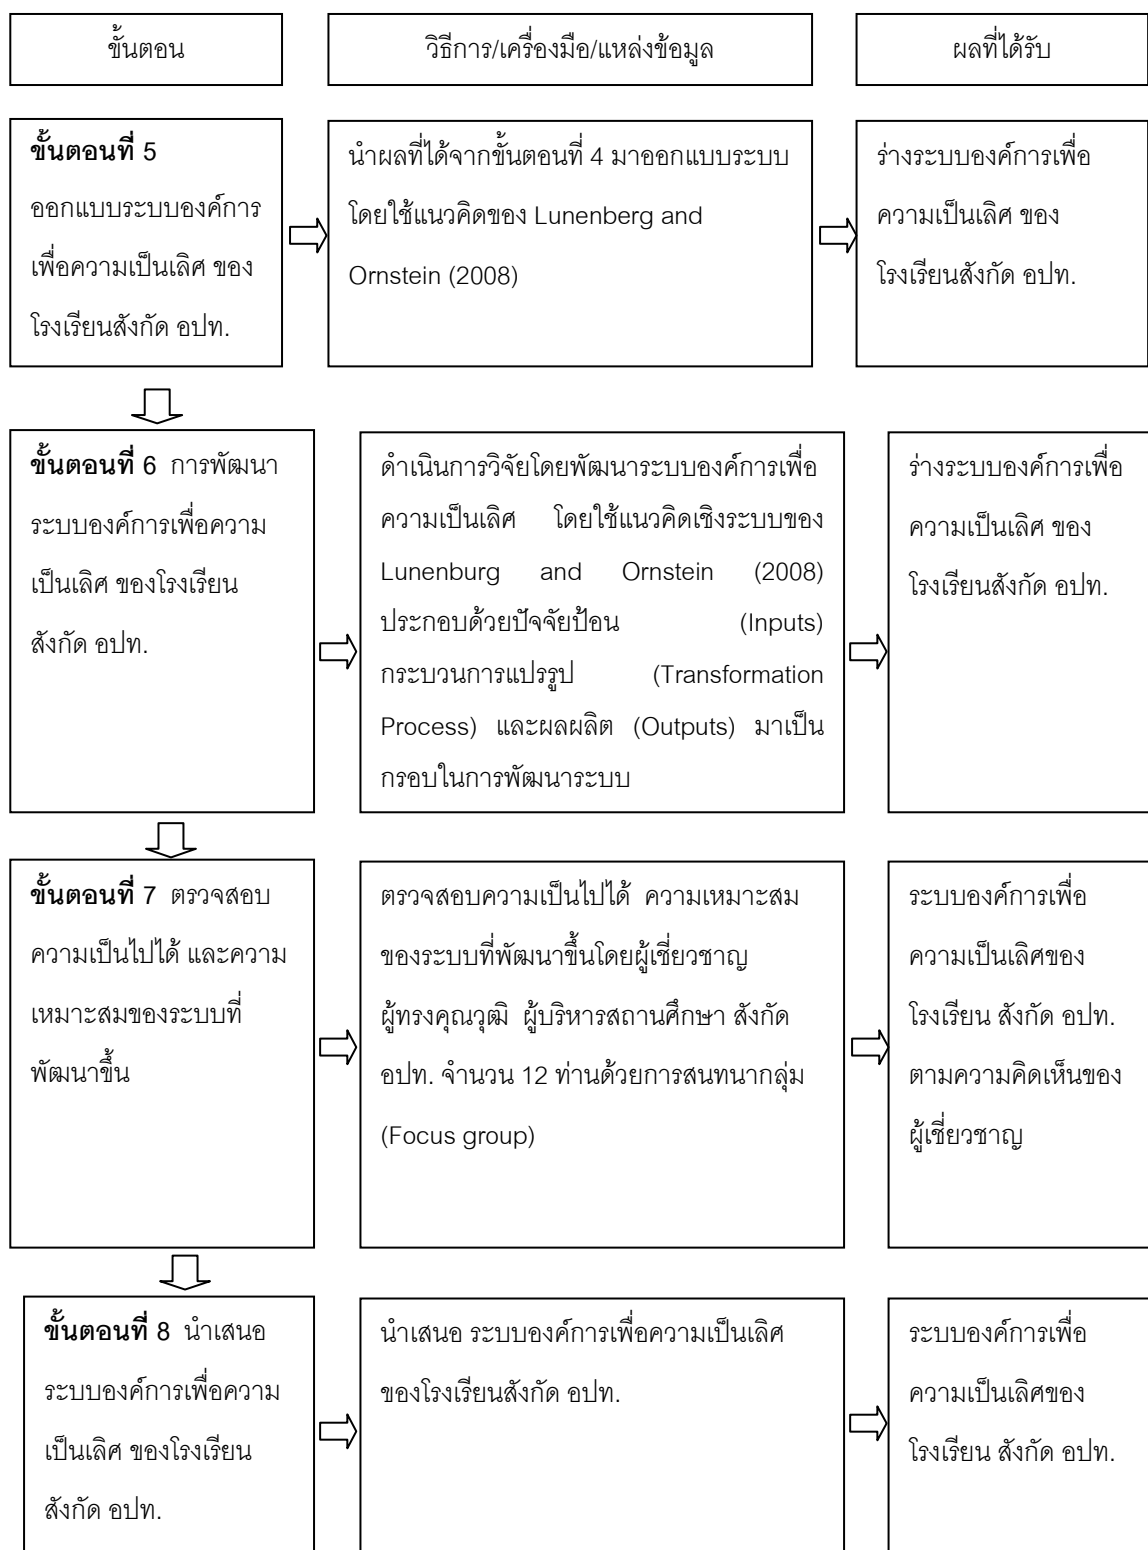 ขั้นตอน
วิธีการ/เครื่องมือ/แหล่งข้อมูล
ผลที่ได้รับ
ขั้นตอนที่ 5
ออกแบบระบบองค์การ
เพื่อความเป็นเลิศ ของ
โรงเรียนสังกัด อปท.
นำผลที่ได้จากขั้นตอนที่ 4 มาออกแบบระบบ
โดยใช้แนวคิดของ Lunenberg and
Ornstein (2008)
ร่างระบบองค์การเพื่อ
ความเป็นเลิศ ของ
โรงเรียนสังกัด อปท.
ขั้นตอนที่ 6 การพัฒนา
ระบบองค์การเพื่อความ
เป็นเลิศ ของโรงเรียน
สังกัด อปท.
ดำเนินการวิจัยโดยพัฒนาระบบองค์การเพื่อ
ความเป็นเลิศ โดยใช้แนวคิดเชิงระบบของ
Lunenburg and Ornstein (2008)
ประกอบด้วยปัจจัยป้อน (Inputs)
กระบวนการแปรรูป (Transformation
Process) และผลผลิต (Outputs) มาเป็น
กรอบในการพัฒนาระบบ
ร่างระบบองค์การเพื่อ
ความเป็นเลิศ ของ
โรงเรียนสังกัด อปท.
ขั้นตอนที่ 7 ตรวจสอบ
ความเป็นไปได้ และความ
เหมาะสมของระบบที่
พัฒนาขึ้น
ตรวจสอบความเป็นไปได้ ความเหมาะสม
ของระบบที่พัฒนาขึ้นโดยผู้เชี่ยวชาญ
ผู้ทรงคุณวุฒิ ผู้บริหารสถานศึกษา สังกัด
อปท. จำนวน 12 ท่านด้วยการสนทนากลุ่ม
(Focus group)
ระบบองค์การเพื่อ
ความเป็นเลิศของ
โรงเรียน สังกัด อปท.
ตามความคิดเห็นของ
ผู้เชี่ยวชาญ
ขั้นตอนที่ 8 นำเสนอ
ระบบองค์การเพื่อความ
เป็นเลิศ ของโรงเรียน
สังกัด อปท.
นำเสนอ ระบบองค์การเพื่อความเป็นเลิศ
ของโรงเรียนสังกัด อปท.
ระบบองค์การเพื่อ
ความเป็นเลิศของ
โรงเรียน สังกัด อปท.